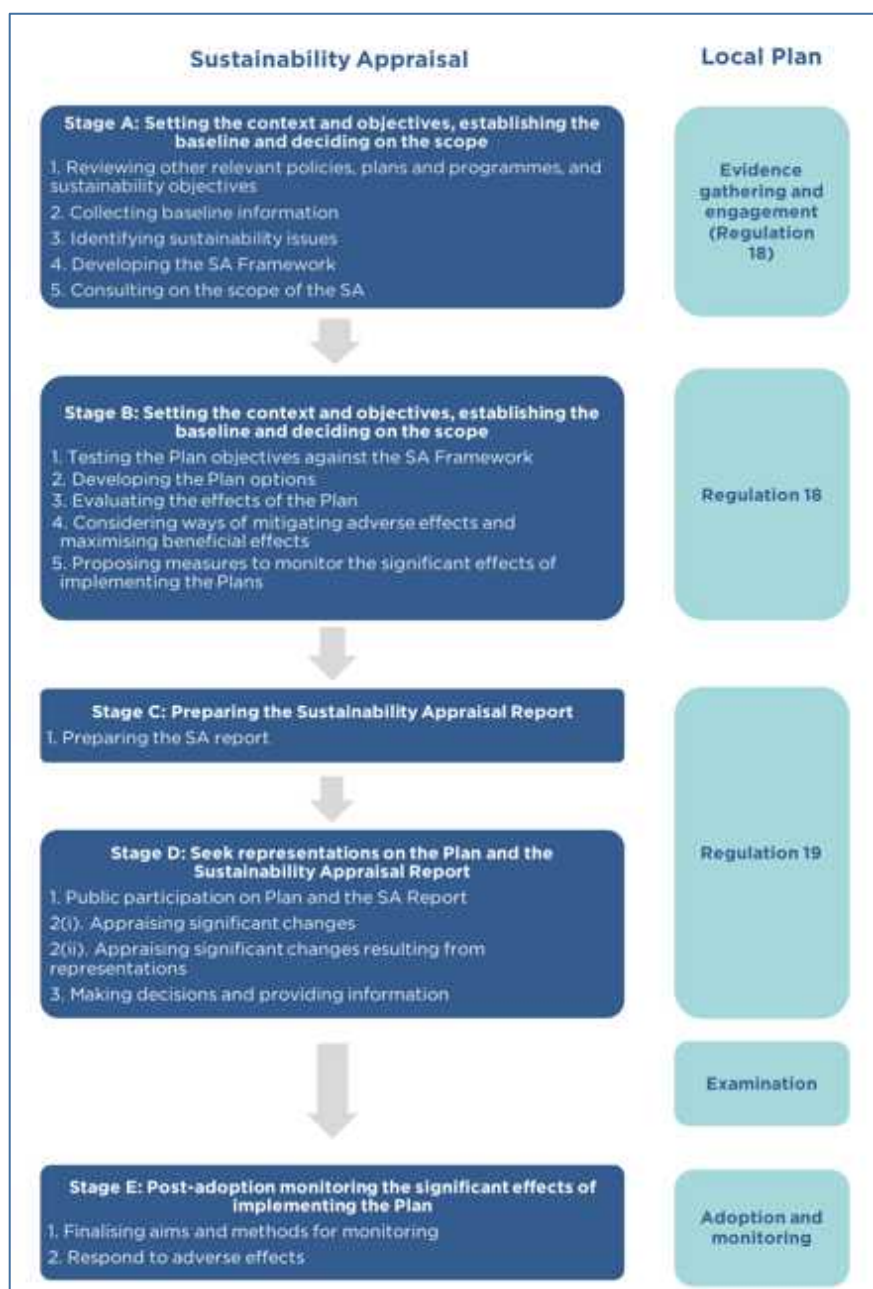 Sustainability Appraisal
Local Plan
Stage A: Setting the context and objectives, establishing the
baseline and deciding on the scope
1. Reviewing other relevant policies, plans and programmes, and
sustainability objectives
2. Collecting baseline information
3. Identifying sustainability issues
4. Developing the SA Framework
5. Consulting on the scope of the SA
Evidence
gathering and
engagement
(Regulation
18)
Stage B: Setting the context and objectives, establishing the
baseline and deciding on the scope
1. Testing the Plan objectives against the SA Framework
2. Developing the Plan options
3. Evaluating the effects of the Plan
4. Considering ways of mitigating adverse effects and
maximising beneficial effects
5. Proposing measures to monitor the significant effects of
implementing the Plans
Regulation 18
Stage C: Preparing the Sustainability Appraisal Report
1. Preparing the SA report
Stage D: Seek representations on the Plan and the
Sustainability Appraisal Report
1. Public participation on Plan and the SA Report
2(i). Appraising significant changes
2(ii). Appraising significant changes resulting from
representations
3. Making decisions and providing information
Regulation 19
Examination
Stage E: Post-adoption monitoring the significant effects of
implementing the Plan
1. Finalising aims and methods for monitoring
2. Respond to adverse effects
Adoption and
monitoring